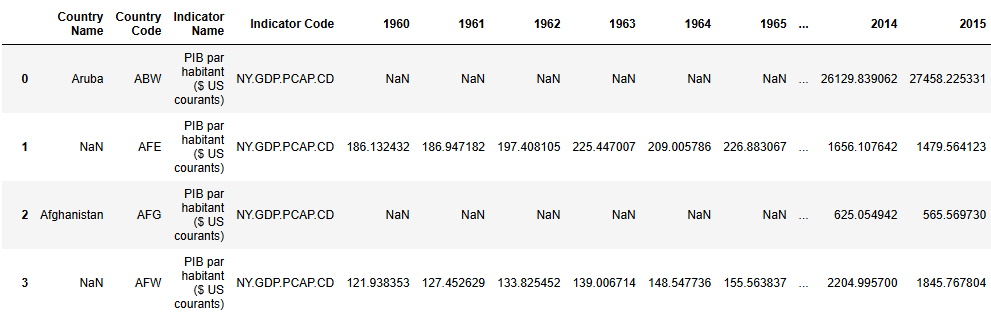 Country Name Country Code Indicator Name Indicator Code 1960 1961 1962 1963 1964 1965 ... 2014 2015
0 Aruba ABW PIB par habitant ($ US courants) NY.GDP.PCAP.CD NaN NaN NaN NaN NaN NaN ... 26129.839062 27458.225331
1 NaN AFE PIB par habitant ($ US courants) NY.GDP.PCAP.CD 186.132432 186.947182 197.408105 225.447007 209.005786 226.883067 ... 1656.107642 1479.564123
2 Afghanistan AFG PIB par habitant ($ US courants) NY.GDP.PCAP.CD NaN NaN NaN NaN NaN NaN ... 625.054942 565.569730
3 NaN AFW PIB par habitant ($ US courants) NY.GDP.PCAP.CD 121.938353 127.452629 133.825452 139.006714 148.547736 155.563837 ... 2204.995700 1845.767804